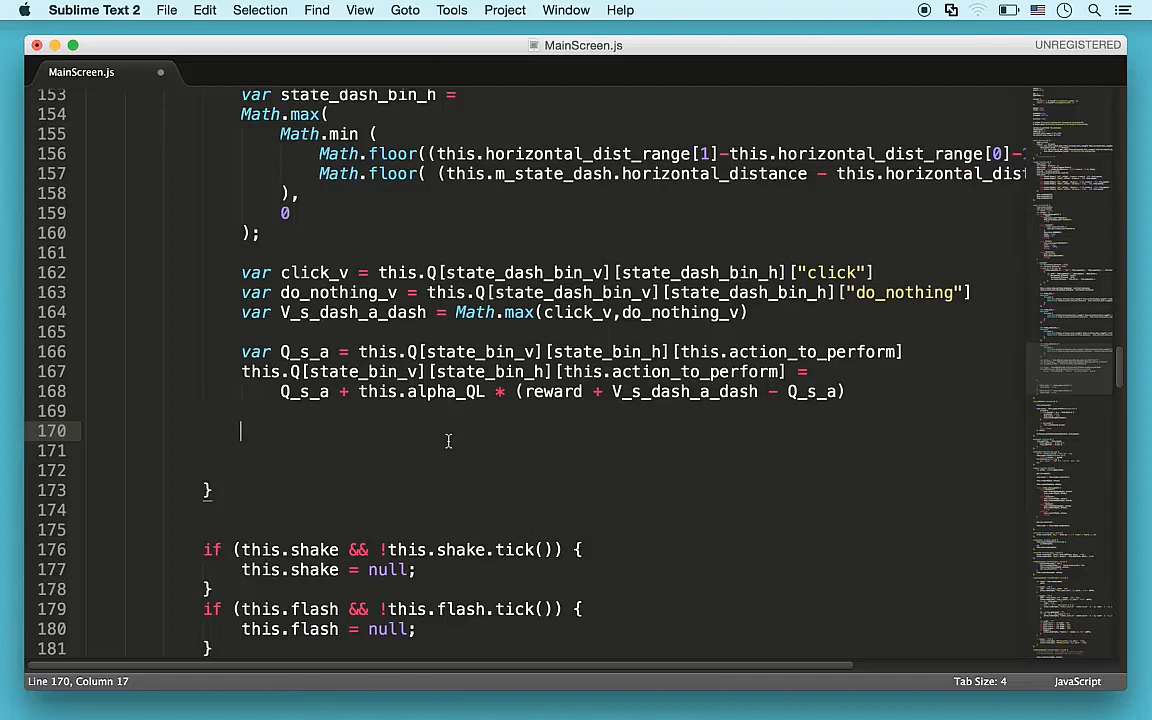 Sublime Text 2 File Edit Selection Find View Goto Tools Project Window Help
MainScreen.js UNREGISTERED
MainScreen.js
153 var state_dash_bin_h =
154 Math.max(
155 Math.min (
156 Math.floor((this.horizontal_dist_range[1]-this.horizontal_dist_range[0]-
157 Math.floor( (this.m_state_dash.horizontal_distance - this.horizontal_dist
158 ),
159 0
160 );
161
162 var click_v = this.Q[state_dash_bin_v][state_dash_bin_h]["click"]
163 var do_nothing_v = this.Q[state_dash_bin_v][state_dash_bin_h]["do_nothing"]
164 var V_s_dash_a_dash = Math.max(click_v,do_nothing_v)
165
166 var Q_s_a = this.Q[state_bin_v][state_bin_h][this.action_to_perform]
167 this.Q[state_bin_v][state_bin_h][this.action_to_perform] =
168 Q_s_a + this.alpha_QL * (reward + V_s_dash_a_dash - Q_s_a)
169
170
171
172
173 }
174
175
176 if (this.shake && !this.shake.tick()) {
177 this.shake = null;
178 }
179 if (this.flash && !this.flash.tick()) {
180 this.flash = null;
181 }
Line 170, Column 17 Tab Size: 4 JavaScript